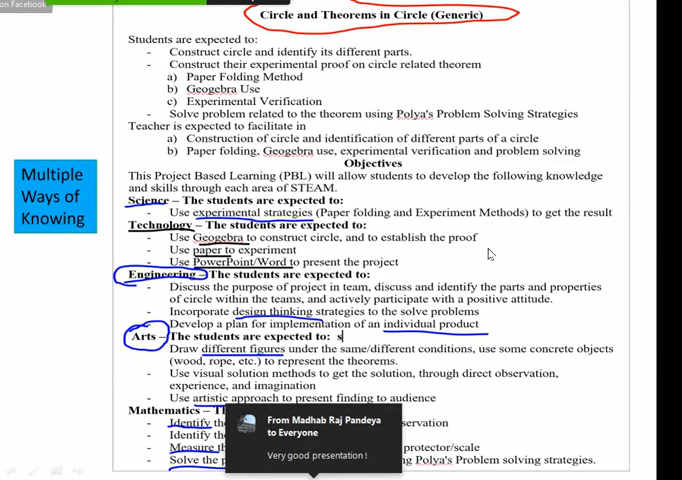 on Facebook
Circle and Theorems in Circle (Generic)
Students are expected to:
- Construct circle and identify its different parts.
- Construct their experimental proof on circle related theorem
a) Paper Folding Method
b) Geogebra Use
c) Experimental Verification
- Solve problem related to the theorem using Polya's Problem Solving Strategies
Teacher is expected to facilitate in
a) Construction of circle and identification of different parts of a circle
b) Paper folding, Geogebra use, experimental verification and problem solving
Objectives
This Project Based Learning (PBL) will allow students to develop the following knowledge
and skills through each area of STEAM.
Multiple
Ways of
Knowing
Science – The students are expected to:
- Use experimental strategies (Paper folding and Experiment Methods) to get the result
Technology – The students are expected to:
- Use Geogebra to construct circle, and to establish the proof
- Use paper to experiment
- Use PowerPoint/Word to present the project
Engineering – The students are expected to:
- Discuss the purpose of project in team, discuss and identify the parts and properties
of circle within the teams, and actively participate with a positive attitude.
- Incorporate design thinking strategies to the solve problems
- Develop a plan for implementation of an individual product
Arts – The students are expected to: s
Draw different figures under the same/different conditions, use some concrete objects
(wood, rope, etc.) to represent the theorems.
- Use visual solution methods to get the solution, through direct observation,
experience, and imagination
- Use artistic approach to present finding to audience
Mathematics – Th
- Identify the servation
- Identify the
- Measure th protector/scale
- Solve the p ng Polya's Problem solving strategies.
From Madhab Raj Pandeya
to Everyone
Very good presentation !